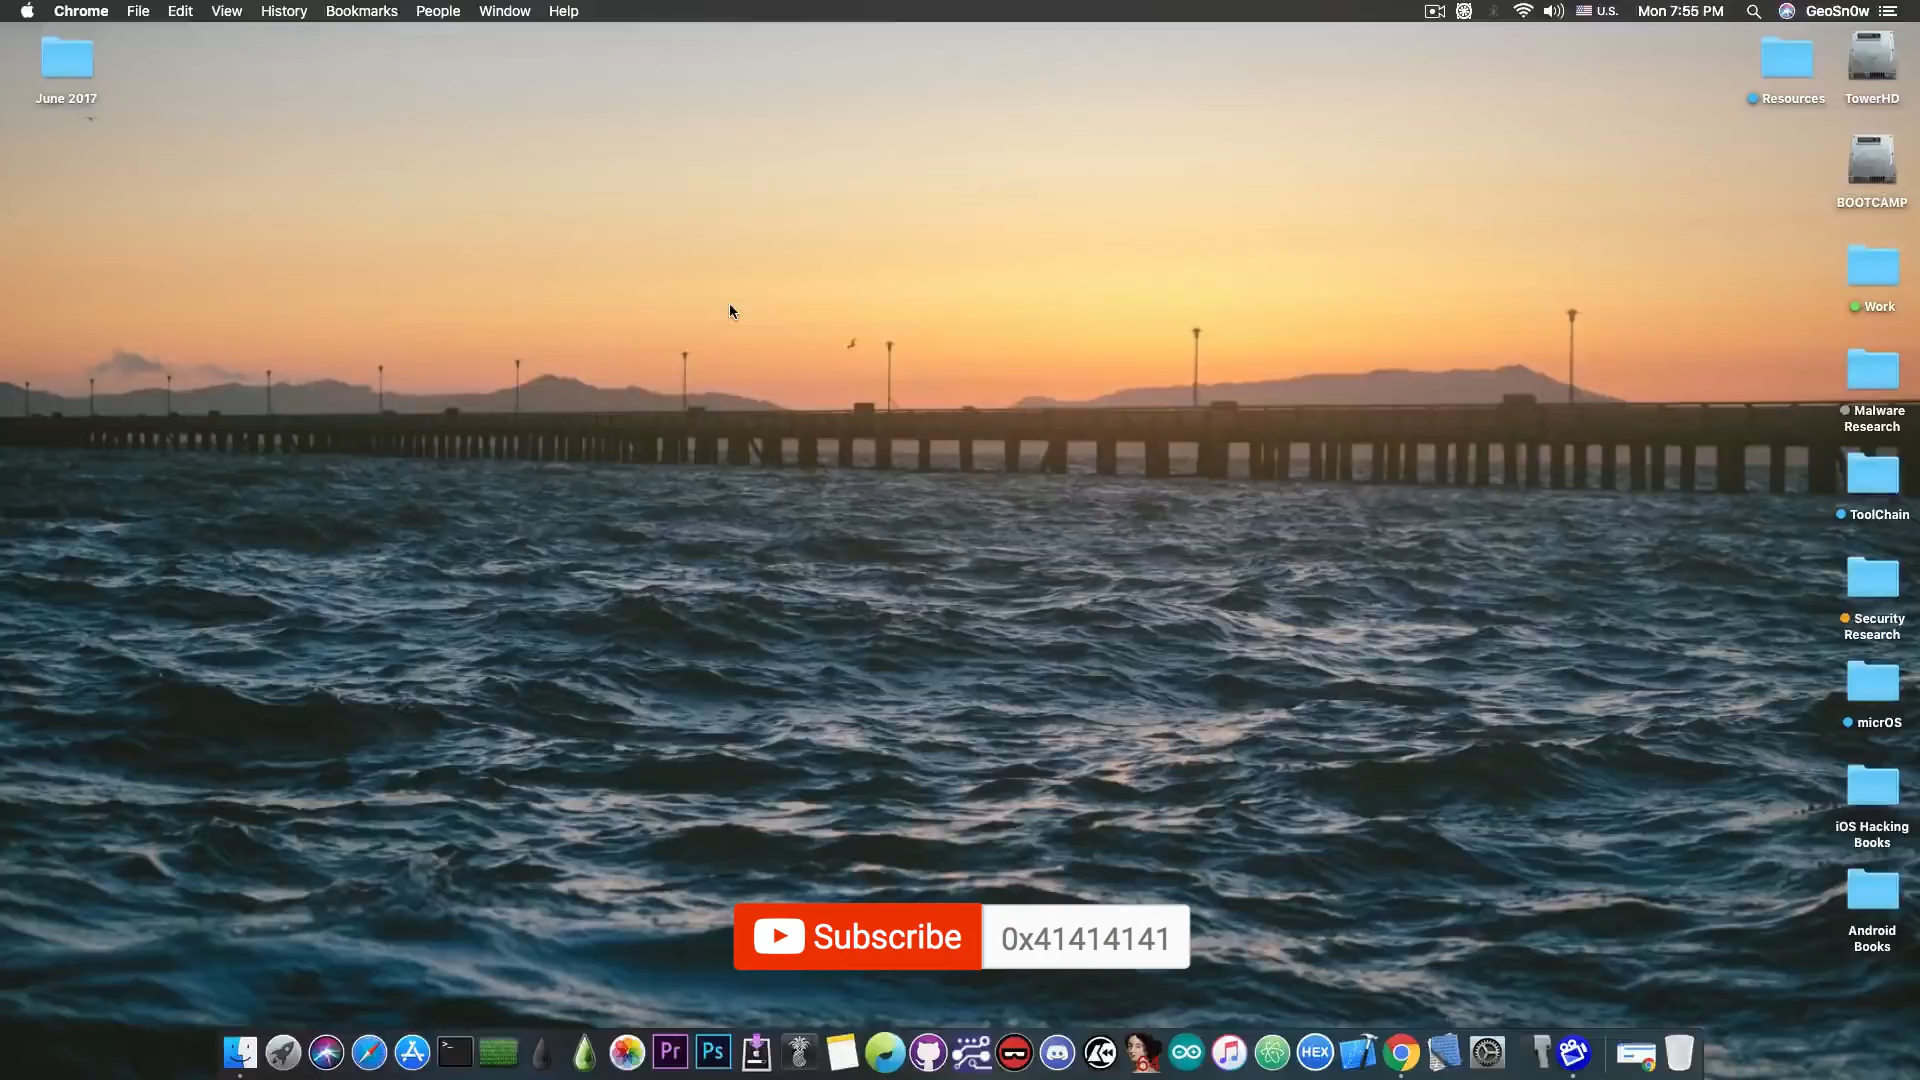 Chrome File Edit View History Bookmarks People Window Help
U.S. Mon 7:55 PM GeoSn0w
June 2017
Resources
TowerHD
BOOTCAMP
Work
Malware
Research
ToolChain
Security
Research
micrOS
iOS Hacking
Books
Android
Books
Subscribe 0x41414141
>_
Pr
Ps
6
HEX